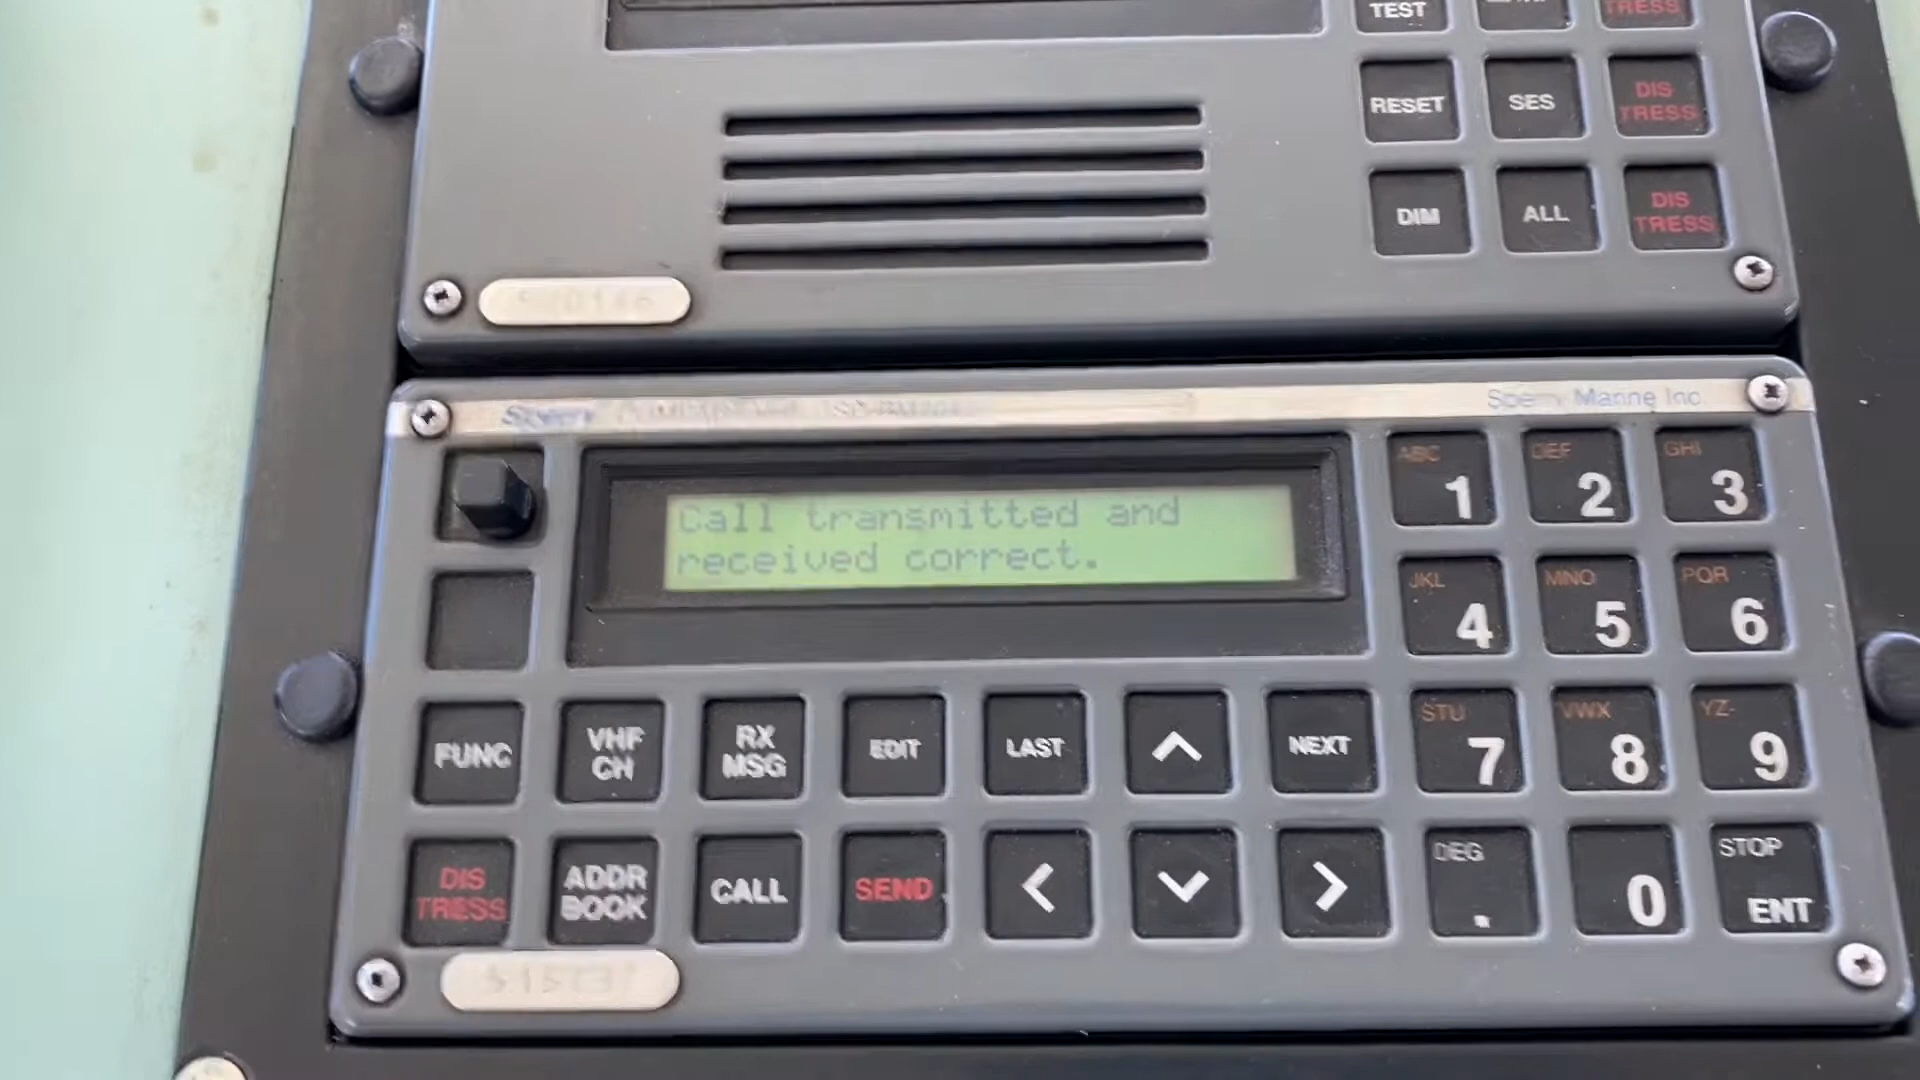 TEST
TRESS
RESET
SES
DIS
TRESS
DIM
ALL
DIS
TRESS
Sperry
Sperry Marine Inc
Call transmitted and
received correct.
ABC
1
DEF
2
GHI
3
JKL
4
MNO
5
PQR
6
FUNC
VHF
CH
RX
MSG
EDIT
LAST
NEXT
STU
7
VWX
8
YZ-
9
DIS
TRESS
ADDR
BOOK
CALL
SEND
DEG
.
0
STOP
ENT